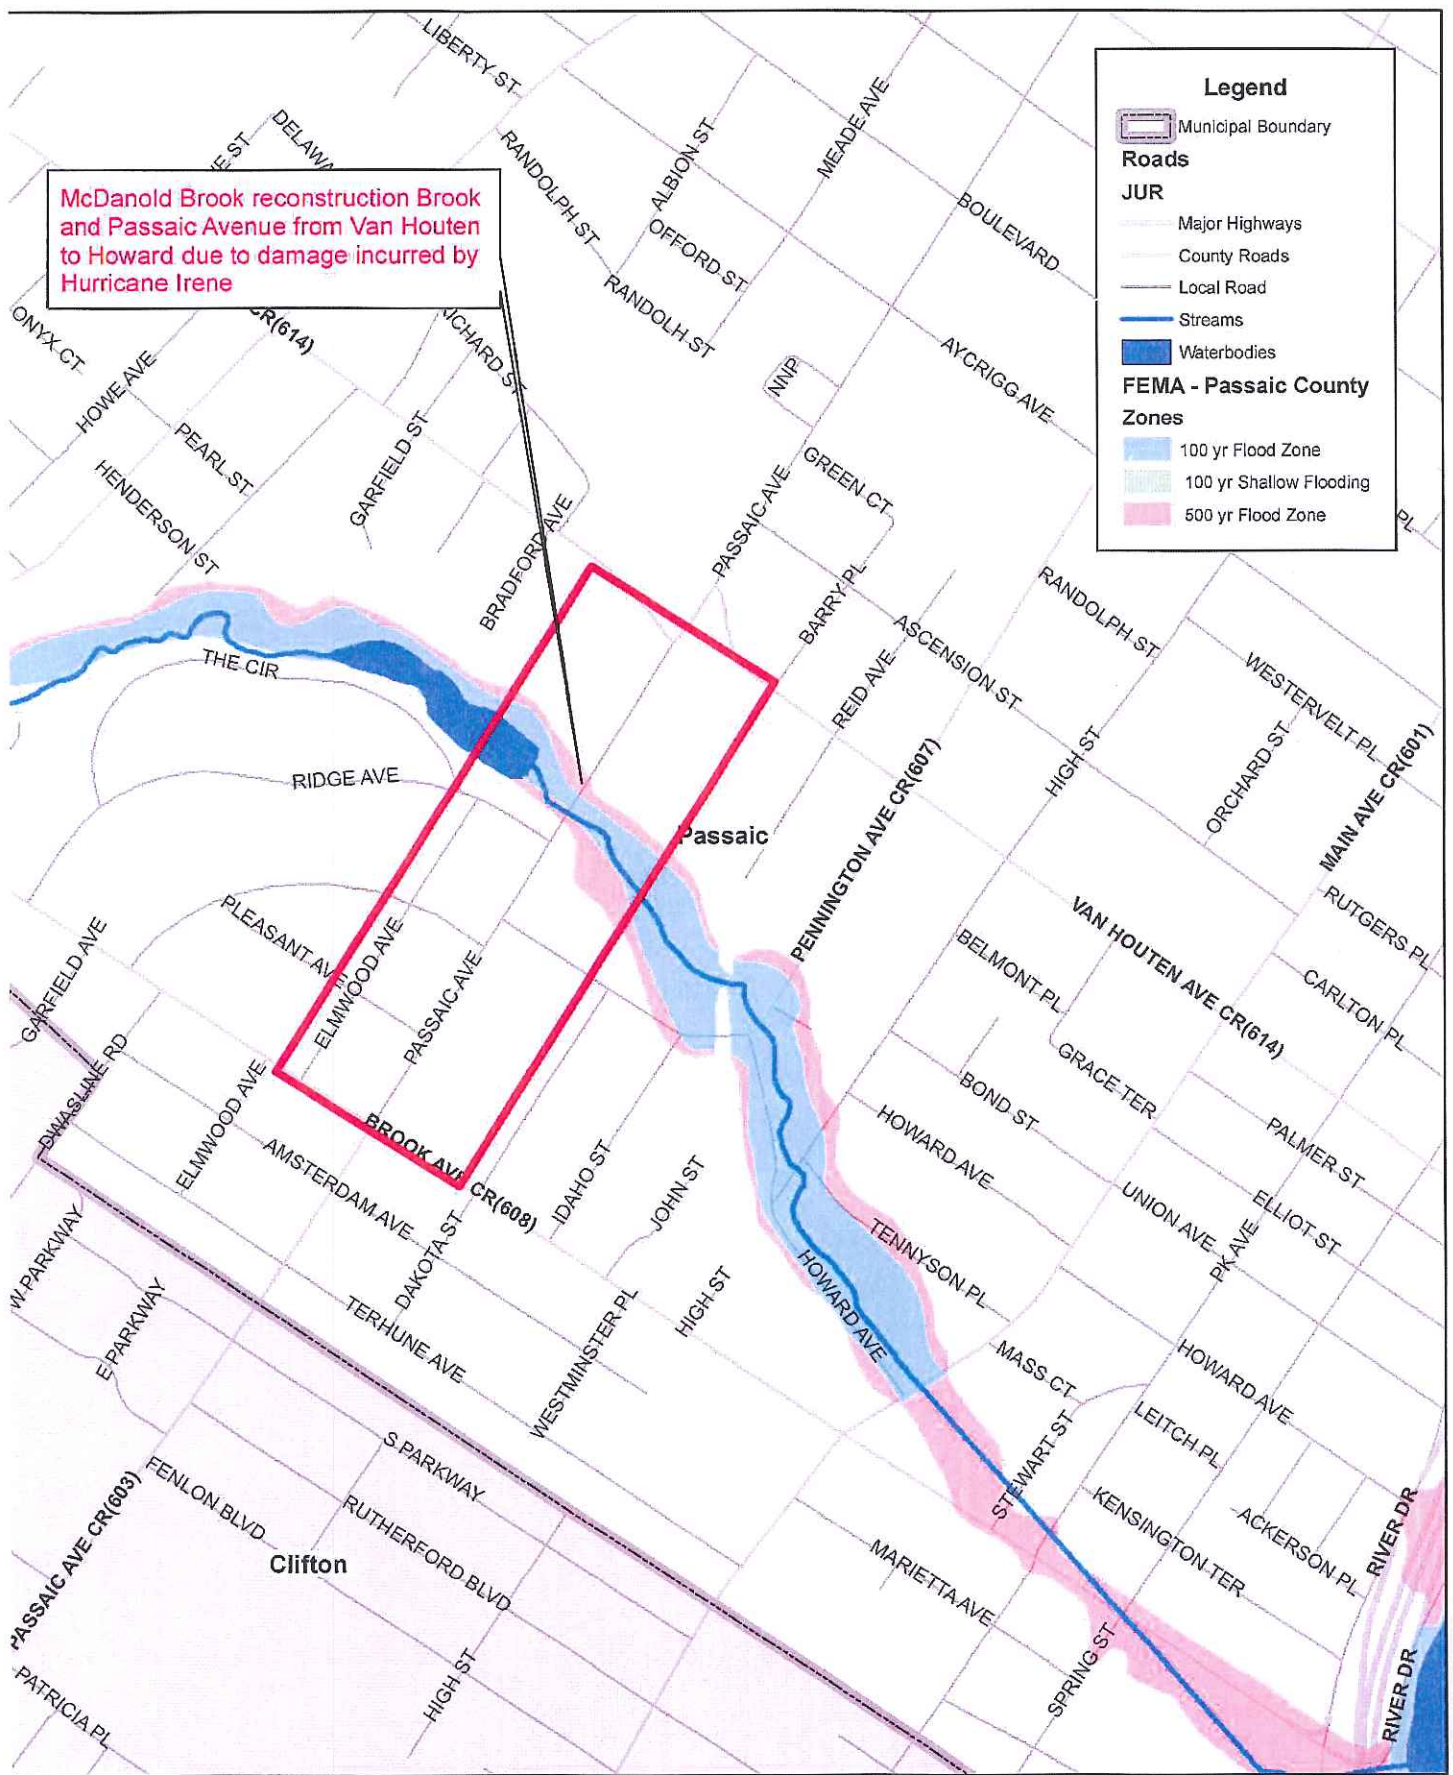 LIBERTY ST
DELAWA
E ST
RANDOLPH ST
ALBION ST
MEADE AVE
OFFORD ST
RANDOLH ST
BOULEVARD
AYCRIGG AVE
Legend
Municipal Boundary
Roads
JUR
Major Highways
County Roads
Local Road
Streams
Waterbodies
FEMA - Passaic County
Zones
100 yr Flood Zone
100 yr Shallow Flooding
500 yr Flood Zone
McDanold Brook reconstruction Brook
and Passaic Avenue from Van Houten
to Howard due to damage incurred by
Hurricane Irene
CR(614)
RICHARD ST
ONYX CT
HOWE AVE
PEARL ST
HENDERSON ST
GARFIELD ST
BRADFORD AVE
NNP
GREEN CT
PASSAIC AVE
BARRY PL
PL
RANDOLPH ST
ASCENSION ST
REID AVE
WESTERVELT PL
ORCHARD ST
HIGH ST
MAIN AVE CR(601)
PENNINGTON AVE CR(607)
THE CIR
RIDGE AVE
Passaic
PLEASANT AVE
ELMWOOD AVE
PASSAIC AVE
GARFIELD AVE
RUTGERS PL
VAN HOUTEN AVE CR(614)
BELMONT PL
CARLTON PL
GRACE TER
BOND ST
HOWARD AVE
PALMER ST
ELLIOT ST
UNION AVE
PK AVE
DWASLINE RD
ELMWOOD AVE
AMSTERDAM AVE
BROOK AVE CR(608)
IDAHO ST
JOHN ST
DAKOTA ST
HIGH ST
TENNYSON PL
HOWARD AVE
W PARKWAY
E PARKWAY
TERHUNE AVE
WESTMINSTER PL
MASS CT
HOWARD AVE
LEITCH PL
STEWART ST
KENSINGTON TER
ACKERSON PL
RIVER DR
S PARKWAY
FENLON BLVD
RUTHERFORD BLVD
PASSAIC AVE CR(603)
Clifton
MARIETTA AVE
SPRING ST
HIGH ST
PATRICIA PL
RIVER DR